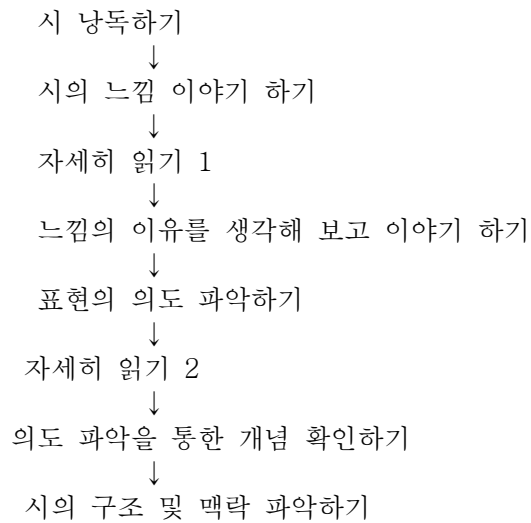 시 낭독하기
↓
시의 느낌 이야기 하기
↓
자세히 읽기 1
↓
느낌의 이유를 생각해 보고 이야기 하기
↓
표현의 의도 파악하기
↓
자세히 읽기 2
↓
의도 파악을 통한 개념 확인하기
↓
시의 구조 및 맥락 파악하기